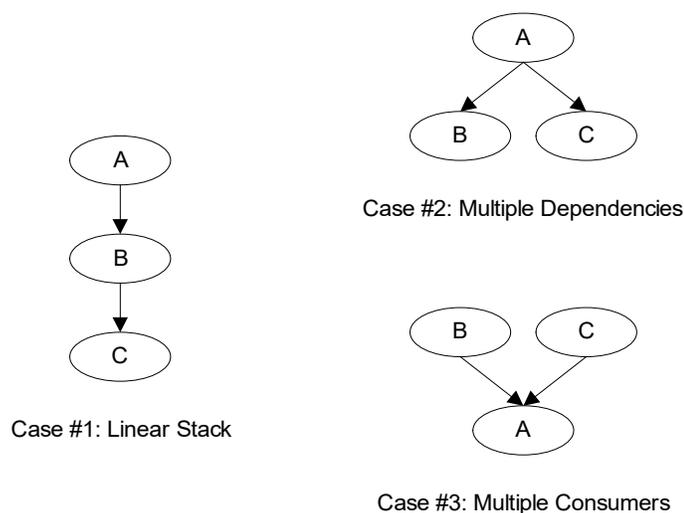 A
B
C
Case #1: Linear Stack
A
B
C
Case #2: Multiple Dependencies
B
C
A
Case #3: Multiple Consumers